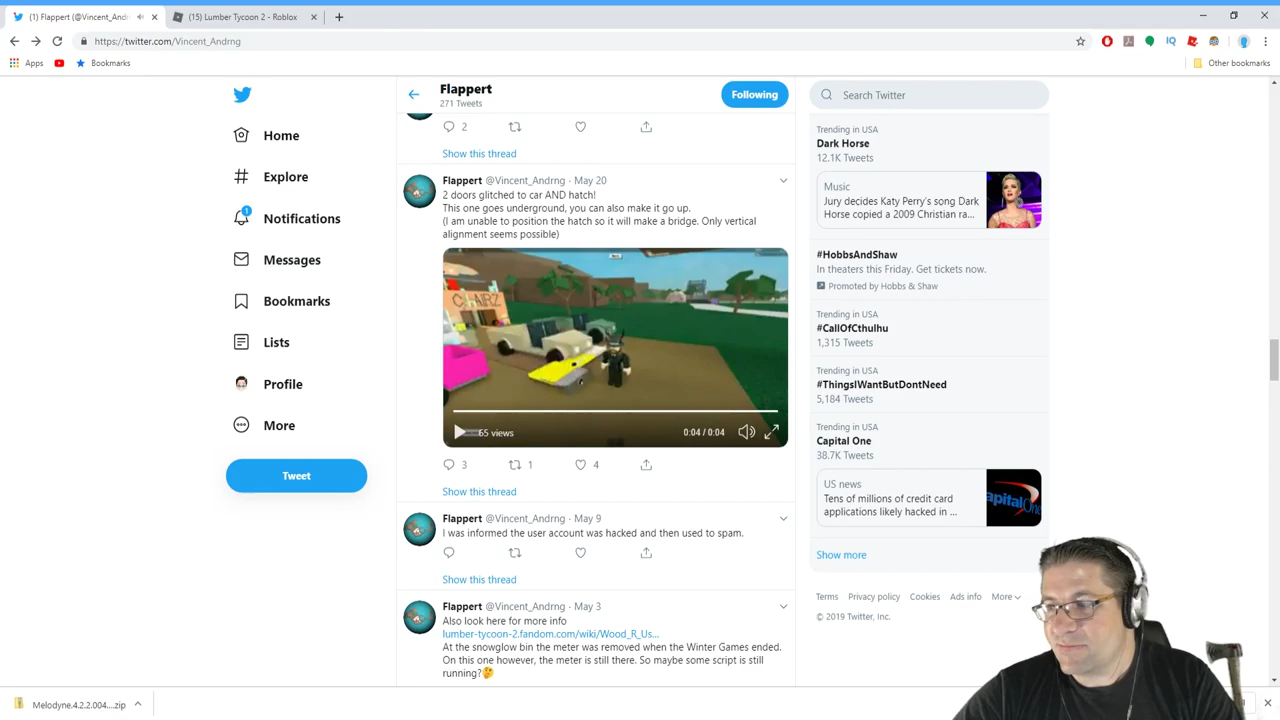 (1) Flappert (@Vincent_Andrn
(15) Lumber Tycoon 2 - Roblox
https://twitter.com/Vincent_Andrng
Apps
Bookmarks
Other bookmarks
Flappert
271 Tweets
Following
Home
Explore
1
Notifications
Messages
Bookmarks
Lists
Profile
More
Tweet
2
Show this thread
Flappert @Vincent_Andrng · May 20
2 doors glitched to car AND hatch!
This one goes underground, you can also make it go up.
(I am unable to position the hatch so it will make a bridge. Only vertical
alignment seems possible)
65 views
0:04 / 0:04
3 1 4
Show this thread
Flappert @Vincent_Andrng · May 9
I was informed the user account was hacked and then used to spam.
Show this thread
Flappert @Vincent_Andrng · May 3
Also look here for more info
lumber-tycoon-2.fandom.com/wiki/Wood_R_Us...
At the snowglow bin the meter was removed when the Winter Games ended.
On this one however, the meter is still there. So maybe some script is still
running?🤔
Search Twitter
Trending in USA
Dark Horse
12.1K Tweets
Music
Jury decides Katy Perry's song Dark
Horse copied a 2009 Christian ra...
#HobbsAndShaw
In theaters this Friday. Get tickets now.
Promoted by Hobbs & Shaw
Trending in USA
#CallOfCthulhu
1,315 Tweets
Trending in USA
#ThingsIWantButDontNeed
5,184 Tweets
Trending in USA
Capital One
38.7K Tweets
US news
Tens of millions of credit card
applications likely hacked in ...
Show more
Terms Privacy policy Cookies Ads info More
© 2019 Twitter, Inc.
Melodyne.4.2.2.004....zip